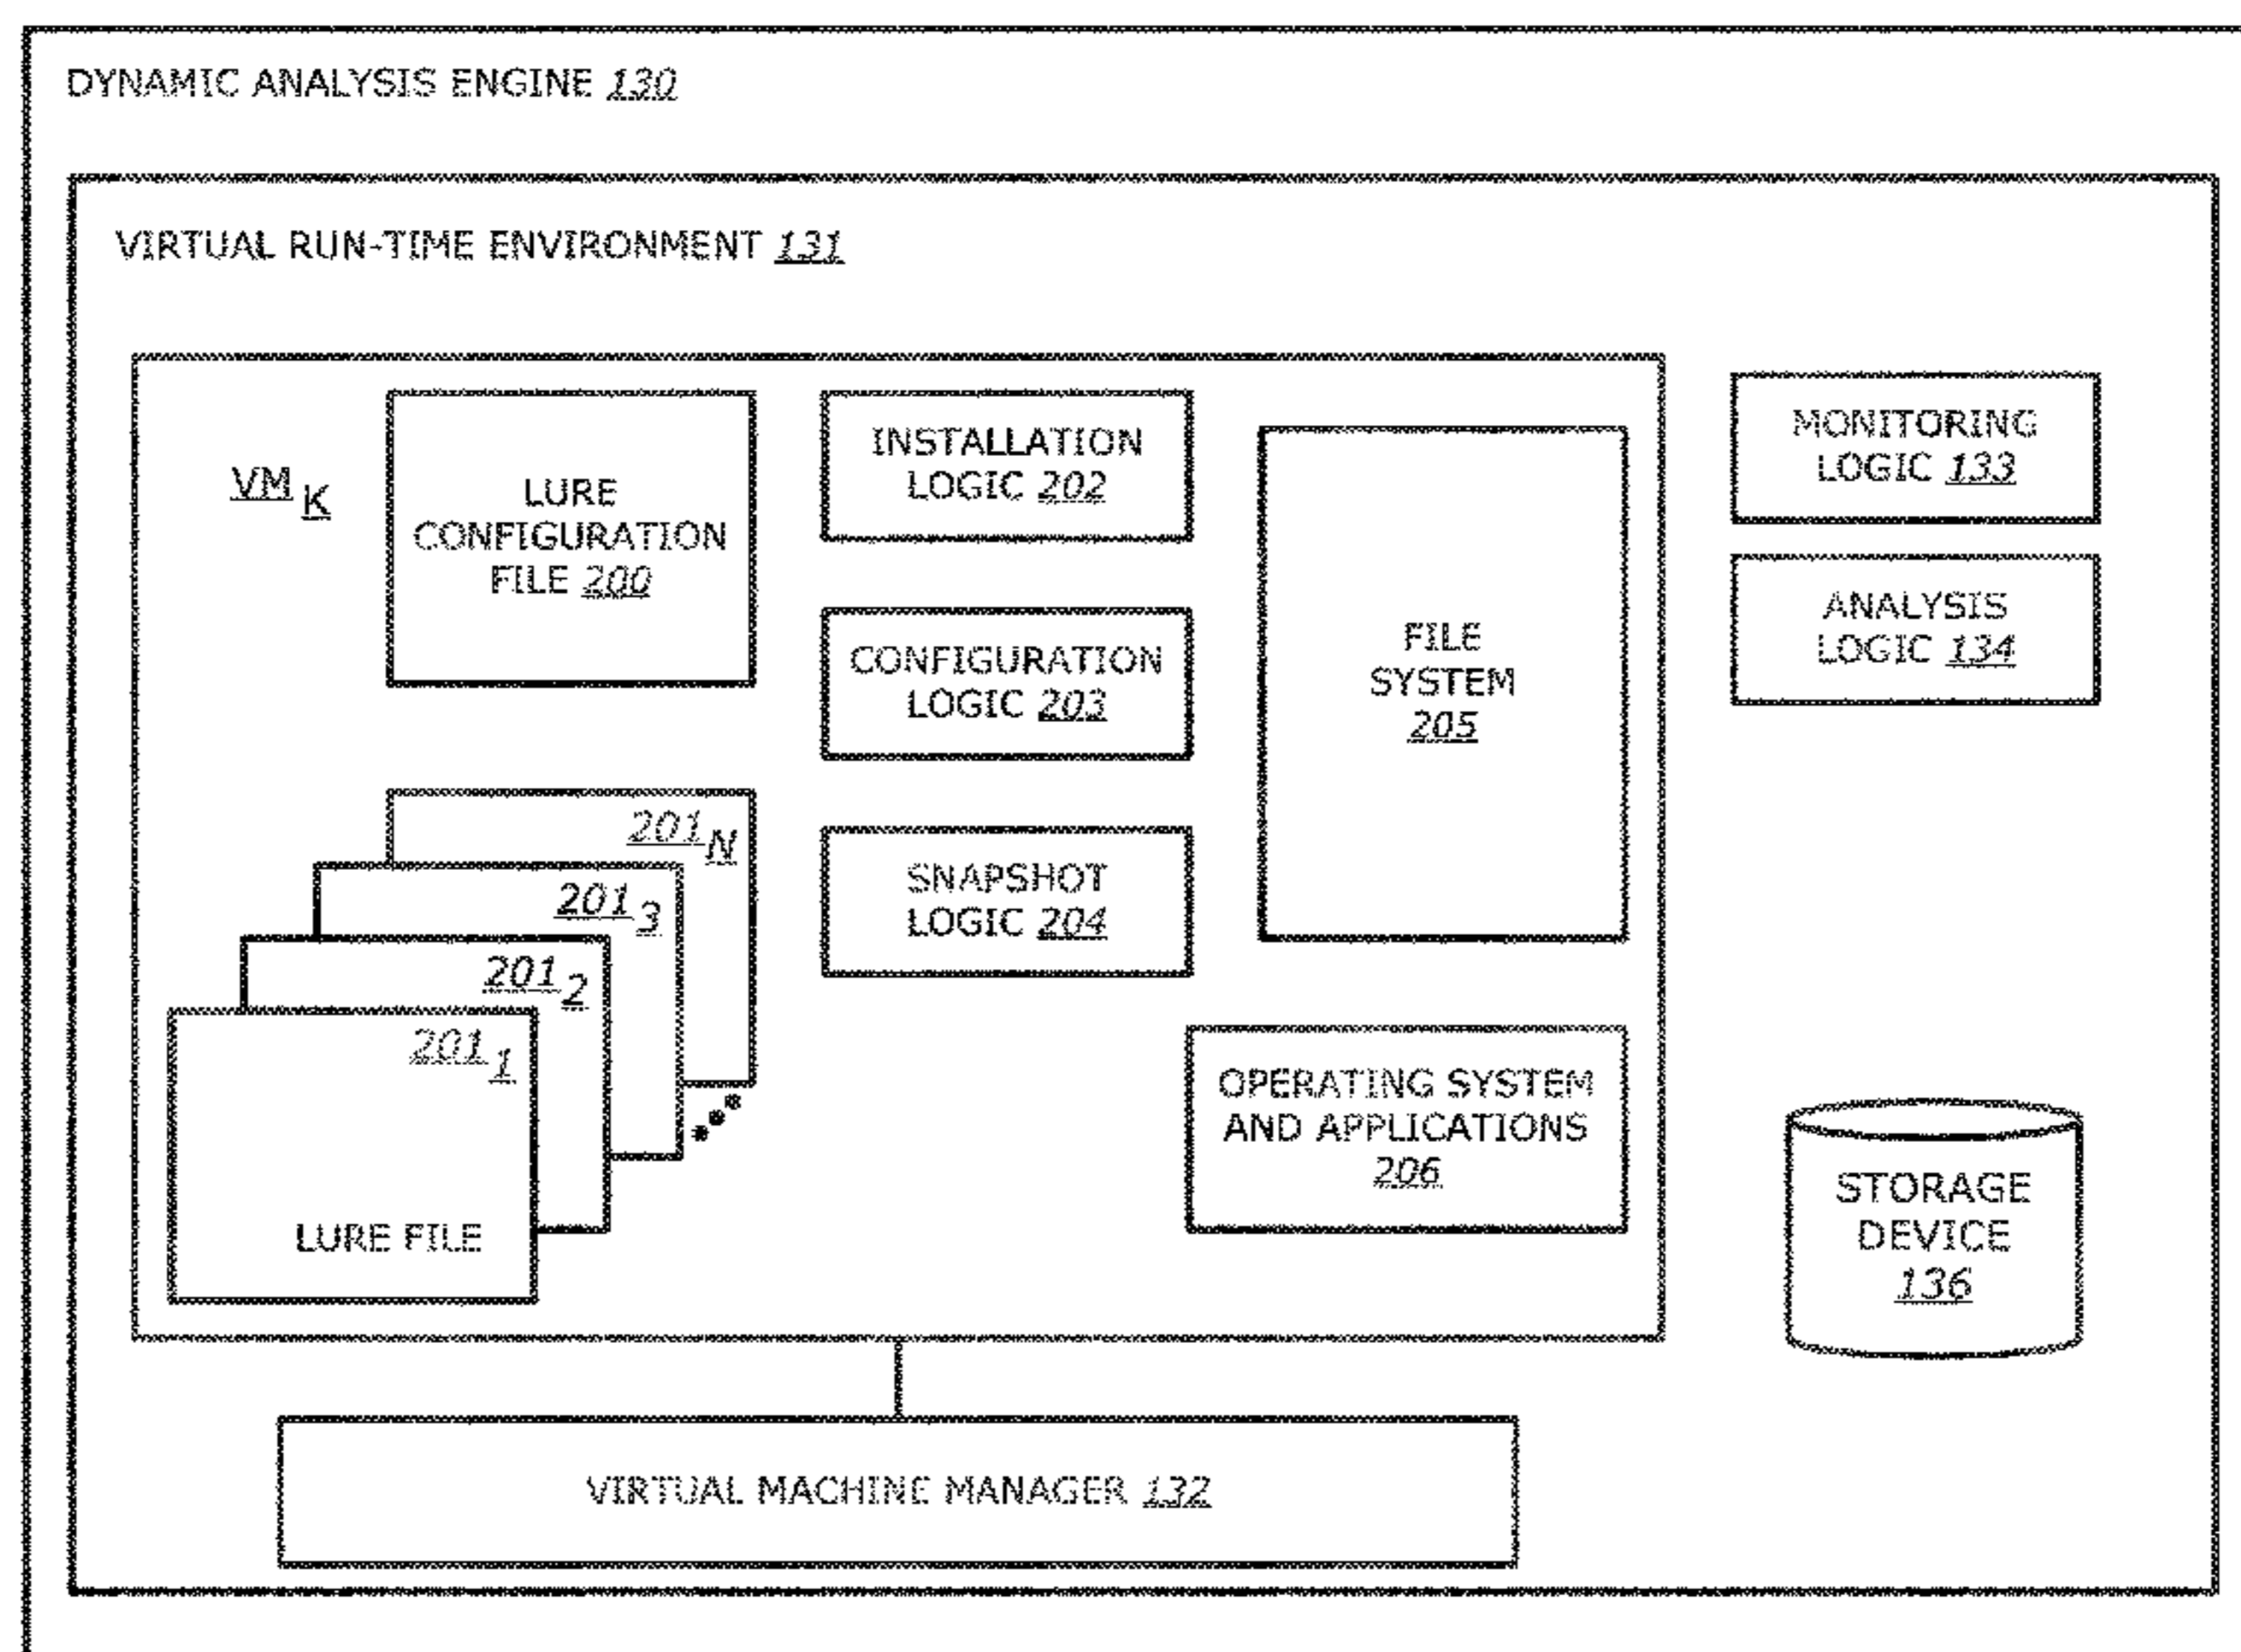 DYNAMIC ANALYSIS ENGINE 130
VIRTUAL RUN-TIME ENVIRONMENT 131
VM K
LURE
CONFIGURATION
FILE 200
INSTALLATION
LOGIC 202
CONFIGURATION
LOGIC 203
SNAPSHOT
LOGIC 204
FILE
SYSTEM
205
MONITORING
LOGIC 133
ANALYSIS
LOGIC 134
201 N
201 3
201 2
201 1
LURE FILE
OPERATING SYSTEM
AND APPLICATIONS
206
STORAGE
DEVICE
136
VIRTUAL MACHINE MANAGER 132